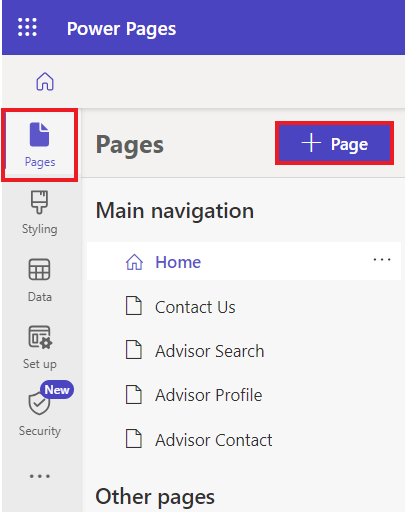 Power Pages
Pages
Pages
+ Page
Styling
Main navigation
Home
Data
Contact Us
Set up
Advisor Search
New
Security
Advisor Profile
Advisor Contact
Other pages